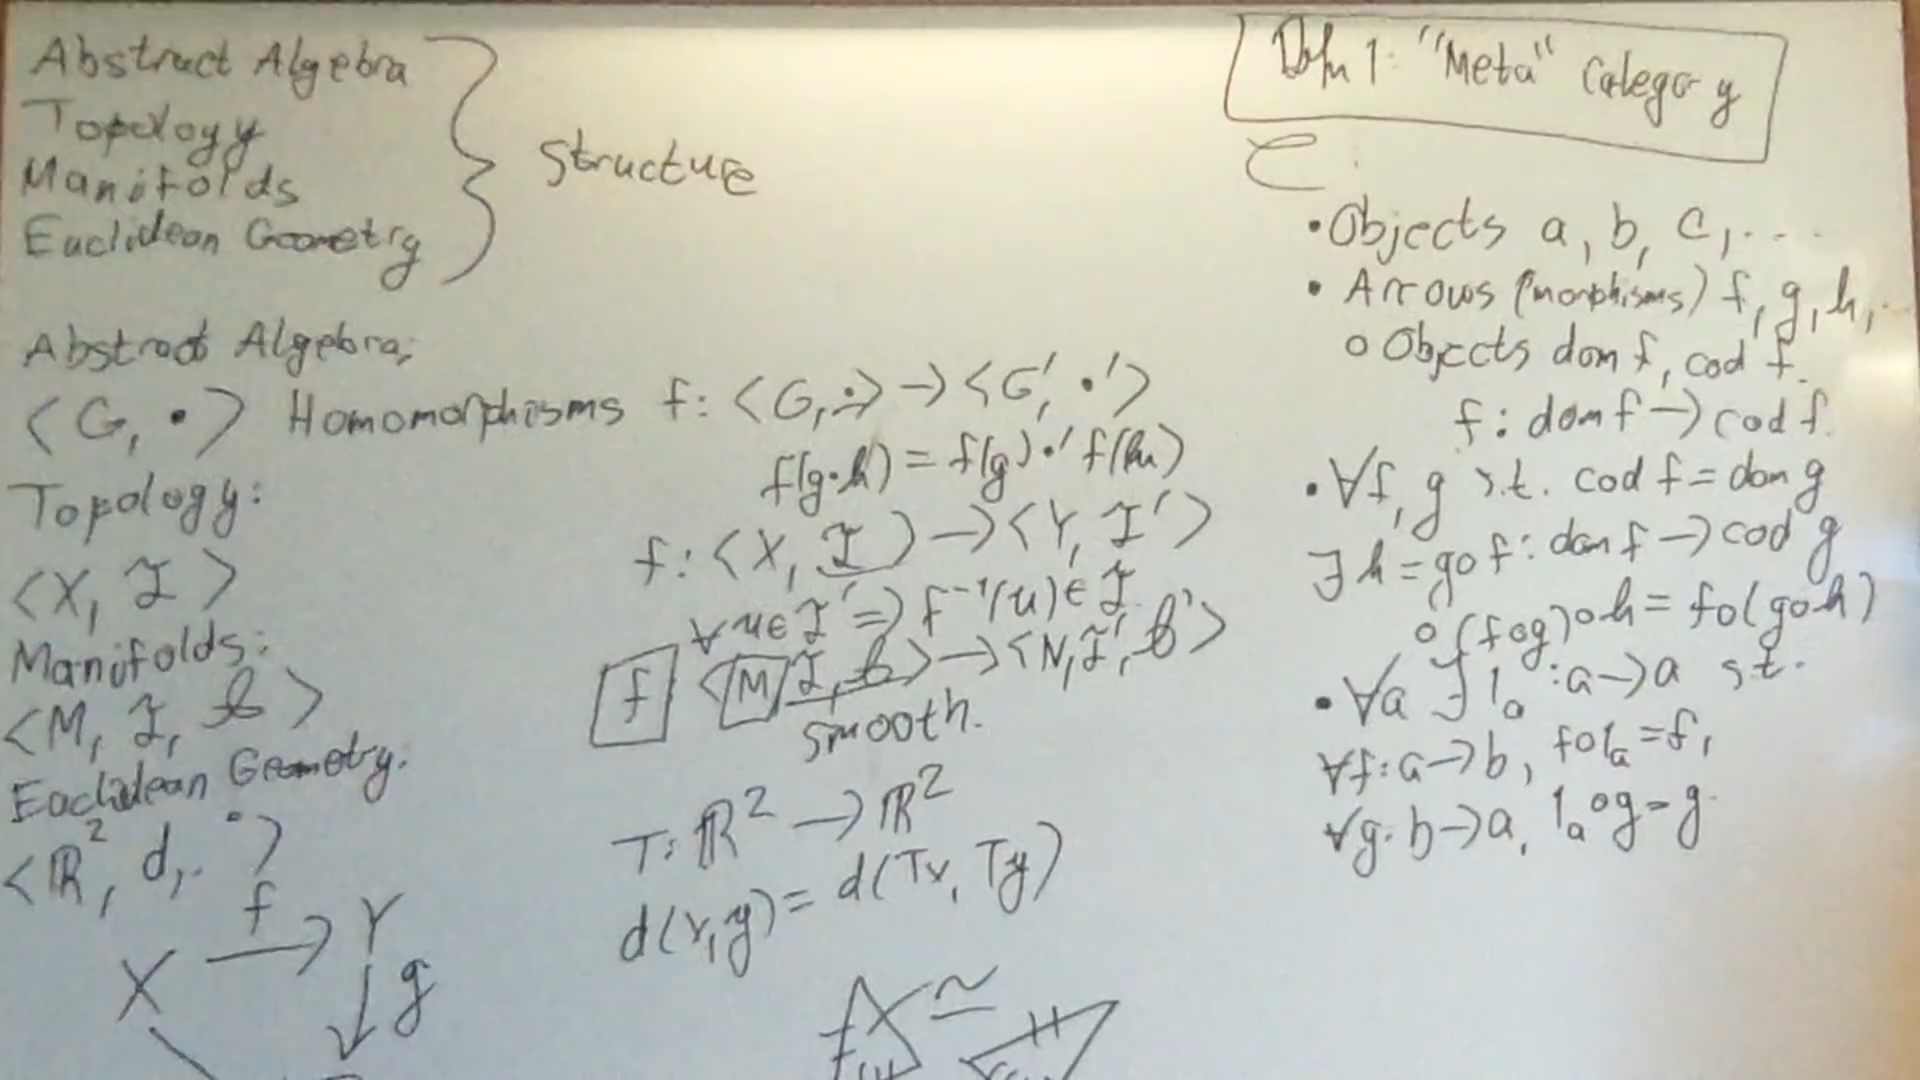 Abstract Algebra
Topology
Manifolds
Euclidean Geometry
Structure
Abstract Algebra:
<G, •> Homomorphisms f: <G, •> → <G', •'>
f(g·h) = f(g) •' f(h)
Topology:
<X, 𝒯>
f: <X, 𝒯> → <Y, 𝒯'>
∀u∈𝒯' => f⁻¹(u) ∈ 𝒯
Manifolds:
<M, 𝒯, 𝒜>
f <M, 𝒯, 𝒜> → <N, 𝒯', 𝒜'>
smooth.
Euclidean Geometry:
<ℝ², d, ·>
T: ℝ² → ℝ²
d(x,y) = d(Tx, Ty)
X f→ Y
↓ g
≅
Defn 1: "Meta" Category
C:
• Objects a, b, c, ...
• Arrows (morphisms) f, g, h, ...
o Objects dom f, cod f.
f: dom f → cod f.
• ∀f, g s.t. cod f = dom g
∃ h = g∘f: dom f → cod g
o (f∘g)∘h = f∘(g∘h)
• ∀a ∃ 1ₐ: a → a s.t.
∀f: a → b, f∘1ₐ = f,
∀g: b → a, 1ₐ∘g = g